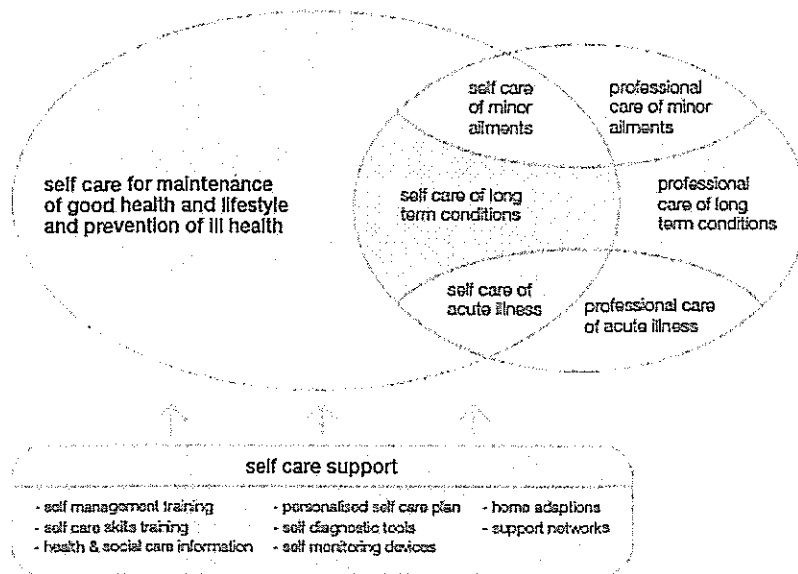 self care
of minor
ailments
professional
care of minor
ailments
self care for maintenance
of good health and lifestyle
and prevention of ill health
self care of long
term conditions
professional
care of long
term conditions
self care of
acute illness
professional care
of acute illness
self care support
- self management training
- self care skills training
- health & social care information
- personalised self care plan
- self diagnostic tools
- self monitoring devices
- home adaptions
- support networks